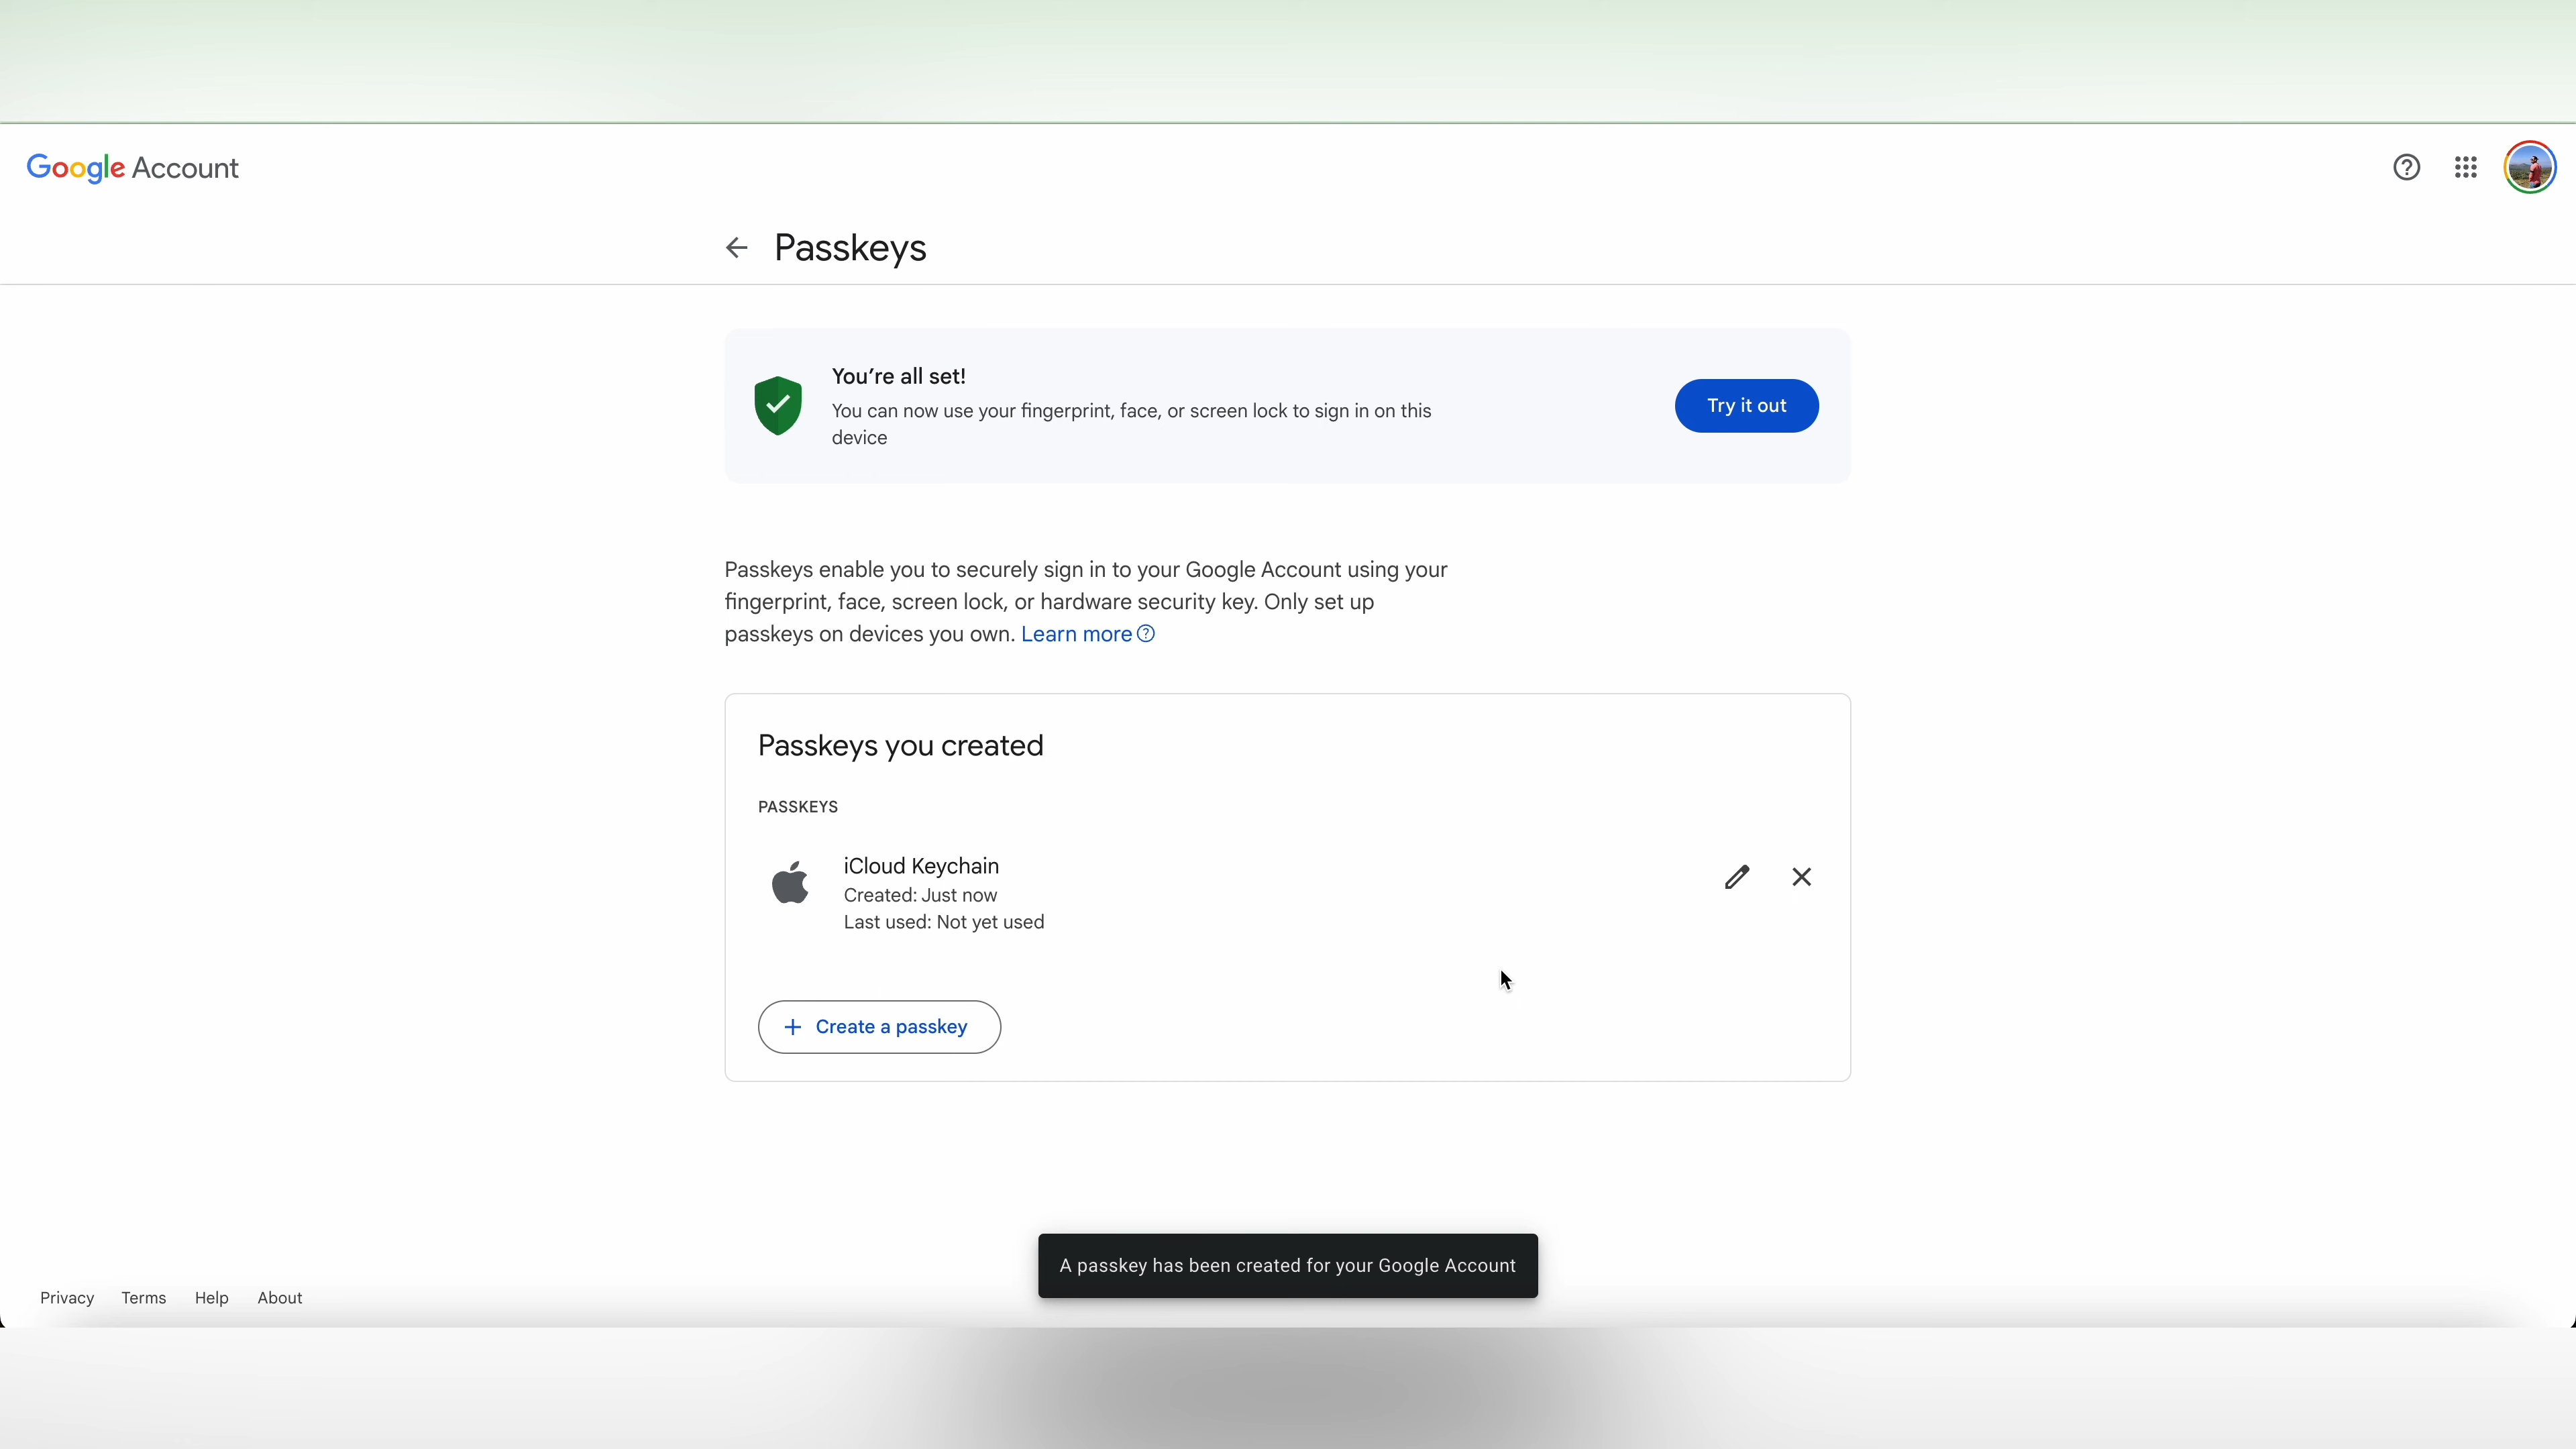 Google Account
Passkeys
You're all set!
You can now use your fingerprint, face, or screen lock to sign in on this
device
Try it out
Passkeys enable you to securely sign in to your Google Account using your
fingerprint, face, screen lock, or hardware security key. Only set up
passkeys on devices you own. Learn more
Passkeys you created
PASSKEYS
iCloud Keychain
Created: Just now
Last used: Not yet used
+ Create a passkey
A passkey has been created for your Google Account
Privacy Terms Help About